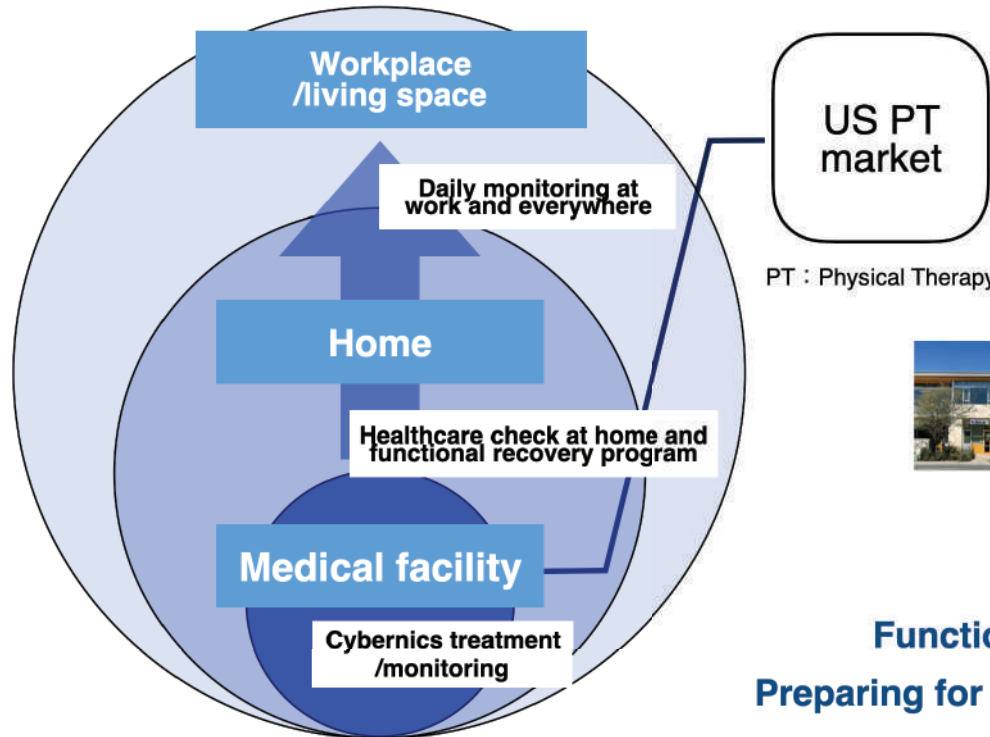 Workplace
/living space
US PT
market
Daily monitoring at
work and everywhere
PT：Physical Therapy
Home
Healthcare check at home and
functional recovery program
Medical facility
Cybernics treatment
/monitoring
Preparing for